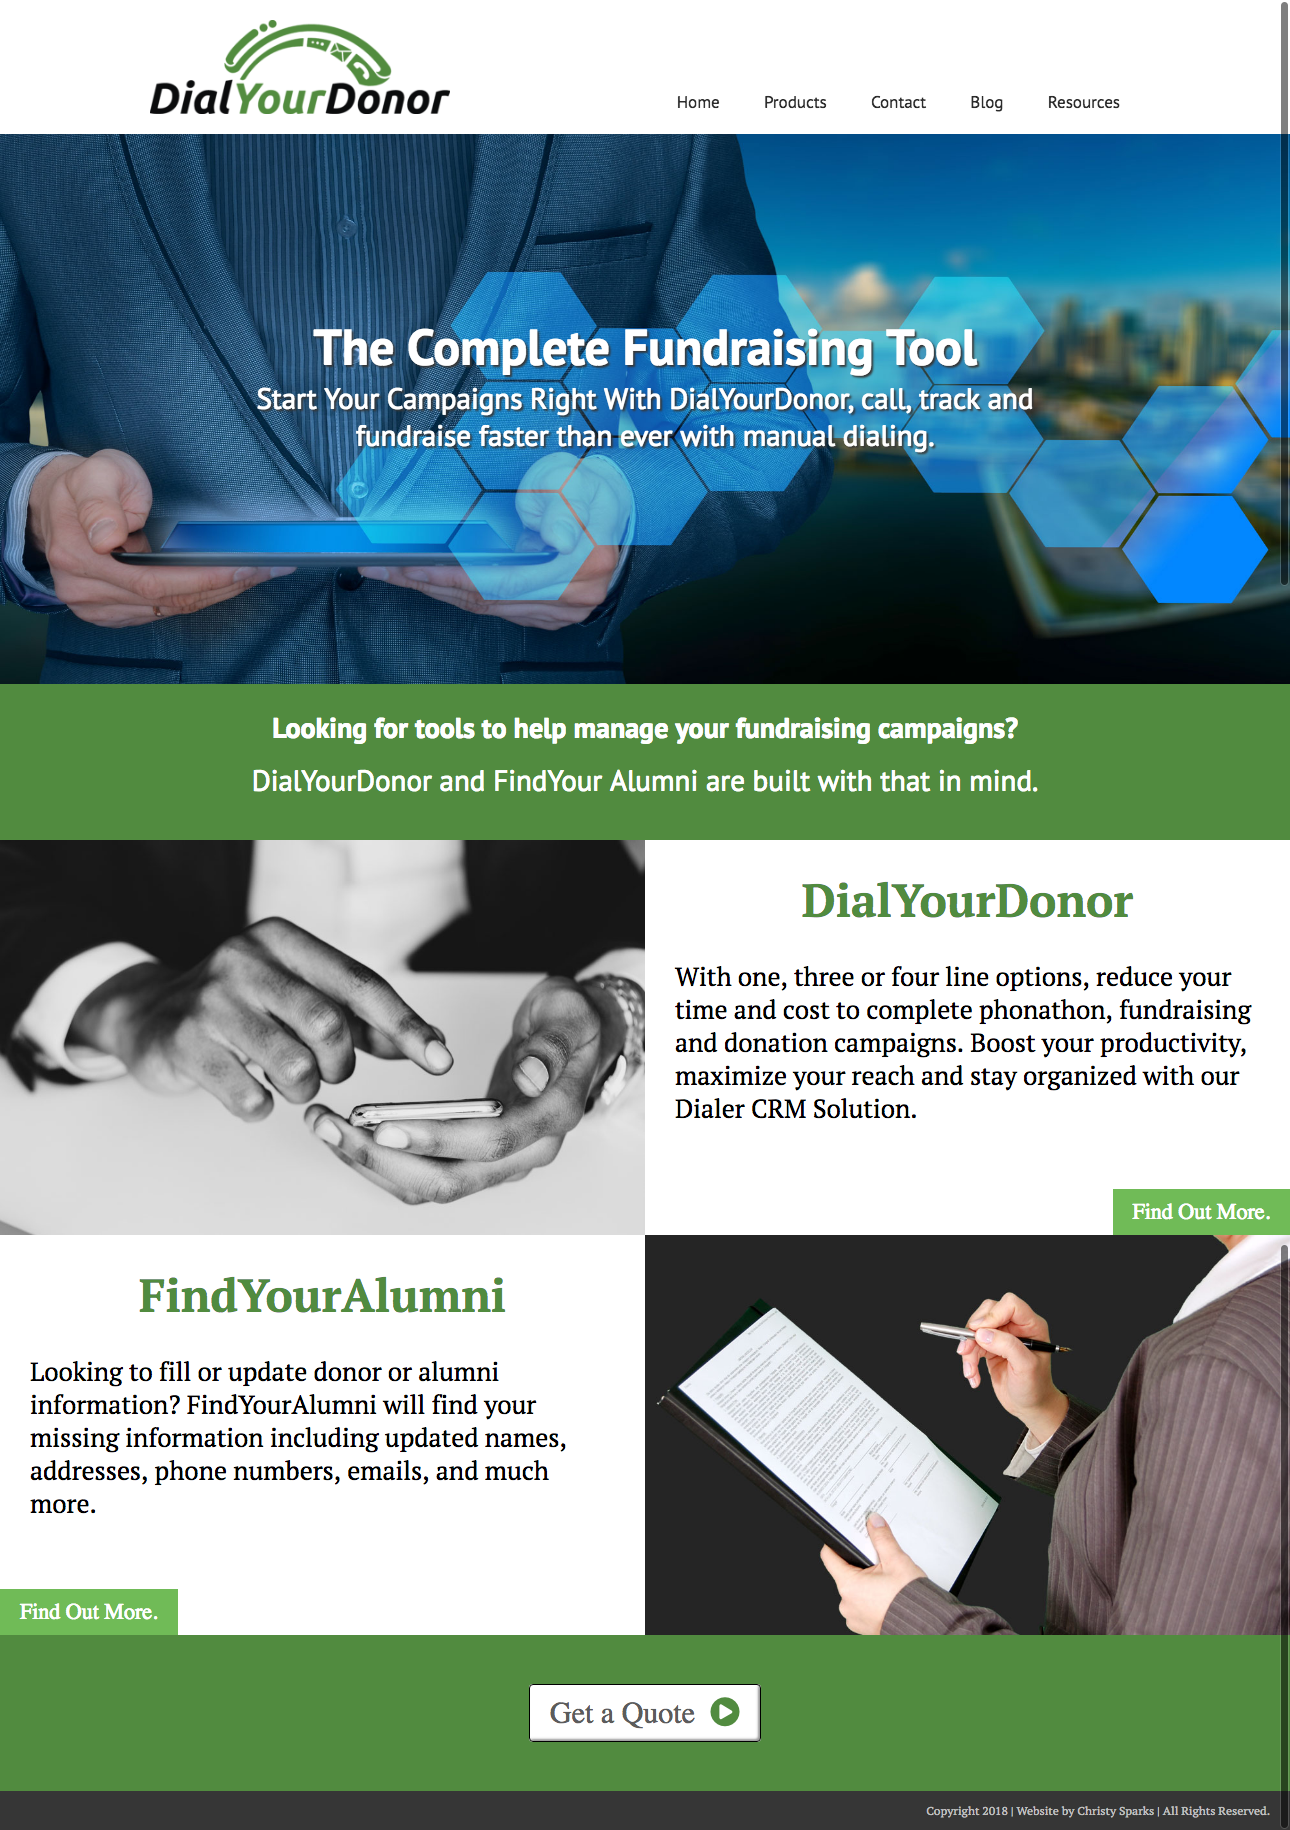 DialYourDonor
Home Products Contact Blog Resources
The Complete Fundraising Tool
Start Your Campaigns Right With DialYourDonor, call, track and
fundraise faster than ever with manual dialing.
Looking for tools to help manage your fundraising campaigns?
DialYourDonor and FindYour Alumni are built with that in mind.
DialYourDonor
With one, three or four line options, reduce your
time and cost to complete phonathon, fundraising
and donation campaigns. Boost your productivity,
maximize your reach and stay organized with our
Dialer CRM Solution.
Find Out More.
FindYourAlumni
Looking to fill or update donor or alumni
information? FindYourAlumni will find your
missing information including updated names,
addresses, phone numbers, emails, and much
more.
Find Out More.
Get a Quote
Copyright 2018 | Website by Christy Sparks | All Rights Reserved.